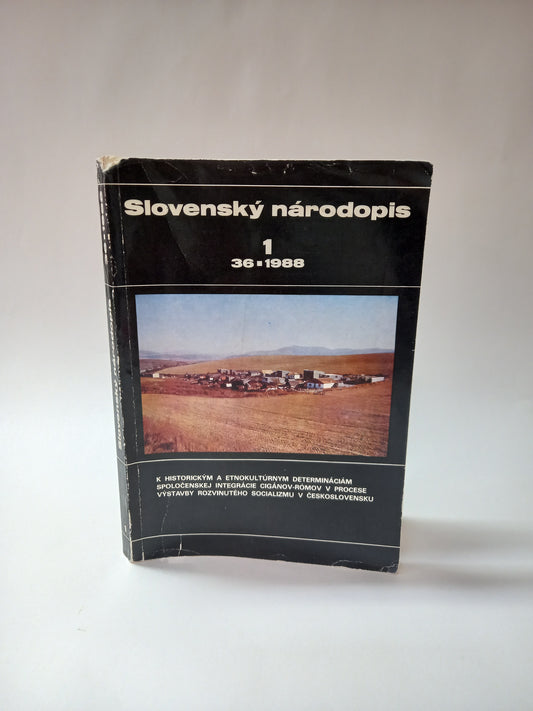 Slovenský národopis
1
36▪1988
K HISTORICKÝM A ETNOKULTÚRNYM DETERMINÁCIÁM
SPOLOČENSKEJ INTEGRÁCIE CIGÁNOV-RÓMOV V PROCESE
VÝSTAVBY ROZVINUTÉHO SOCIALIZMU V ČESKOSLOVENSKU